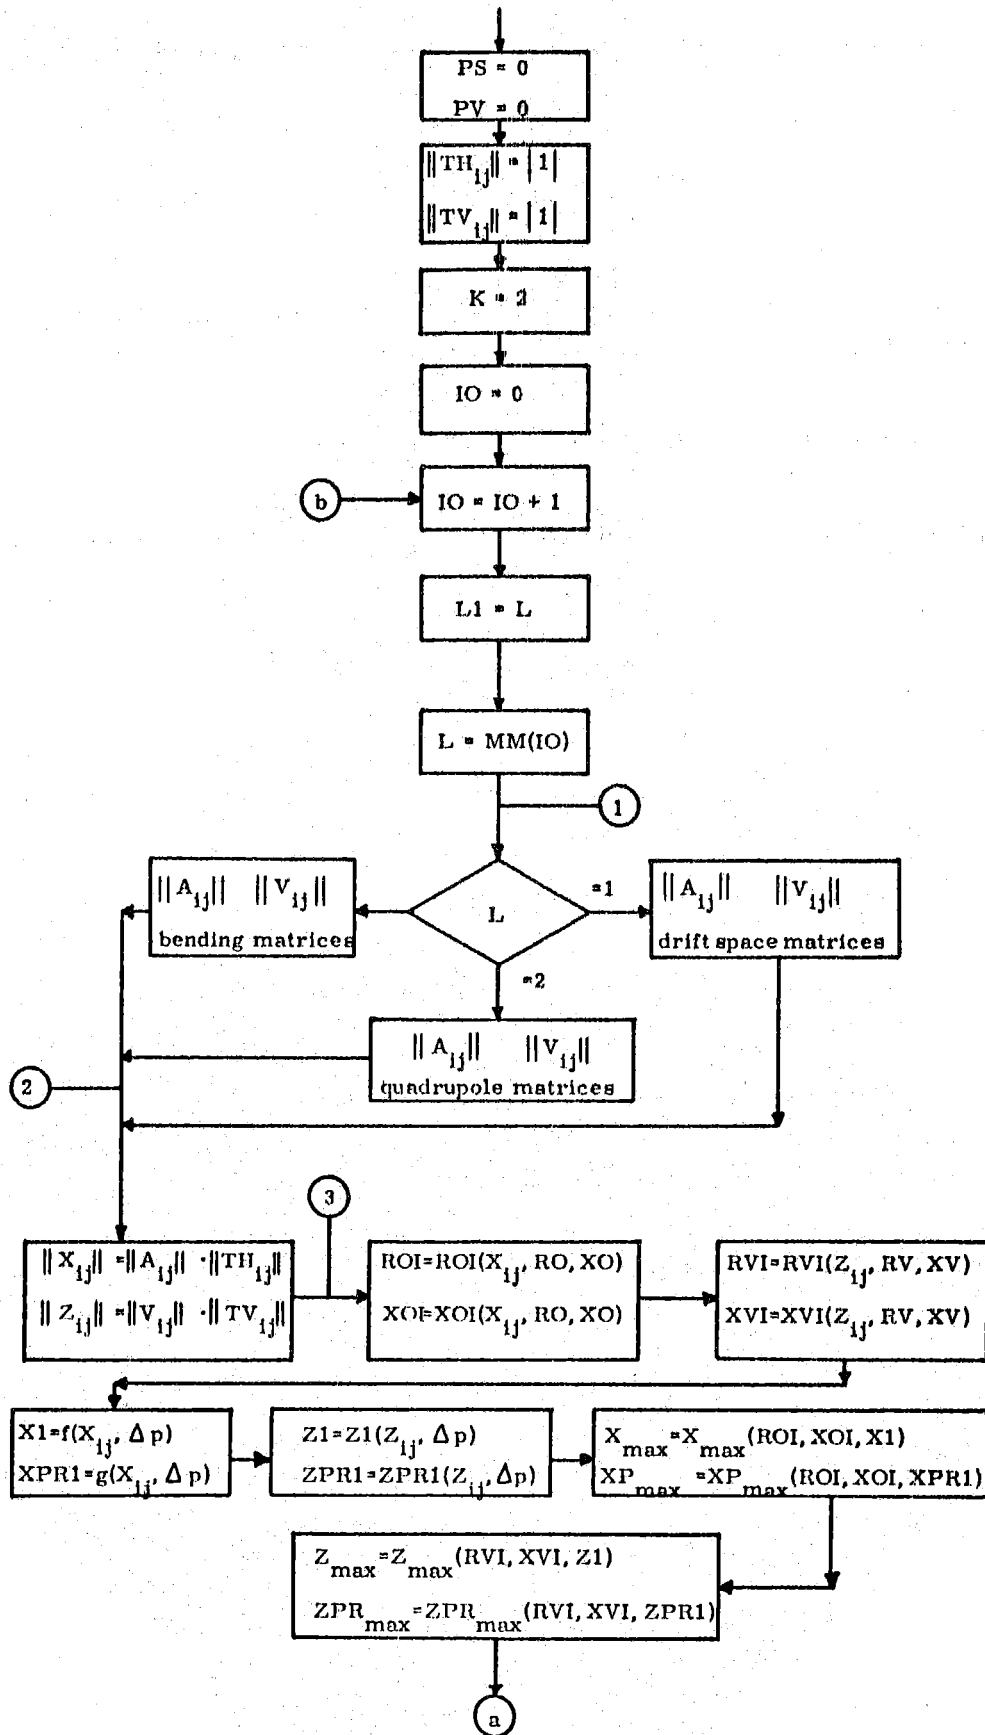 PS = 0
PV = 0
||TH_ij|| = |1|
||TV_ij|| = |1|
K = 2
IO = 0
b
IO = IO + 1
L1 = L
L = MM(IO)
1
||A_ij|| ||V_ij||
bending matrices
L
=1
||A_ij|| ||V_ij||
drift space matrices
=2
||A_ij|| ||V_ij||
quadrupole matrices
2
3
||X_ij|| = ||A_ij|| · ||TH_ij||
||Z_ij|| = ||V_ij|| · ||TV_ij||
ROI=ROI(X_ij, RO, XO)
XOI=XOI(X_ij, RO, XO)
RVI=RVI(Z_ij, RV, XV)
XVI=XVI(Z_ij, RV, XV)
X1=f(X_ij, Δp)
XPR1=g(X_ij, Δp)
Z1=Z1(Z_ij, Δp)
ZPR1=ZPR1(Z_ij, Δp)
X_max=X_max(ROI, XOI, X1)
XP_max=XP_max(ROI, XOI, XPR1)
Z_max=Z_max(RVI, XVI, Z1)
ZPR_max=ZPR_max(RVI, XVI, ZPR1)
a